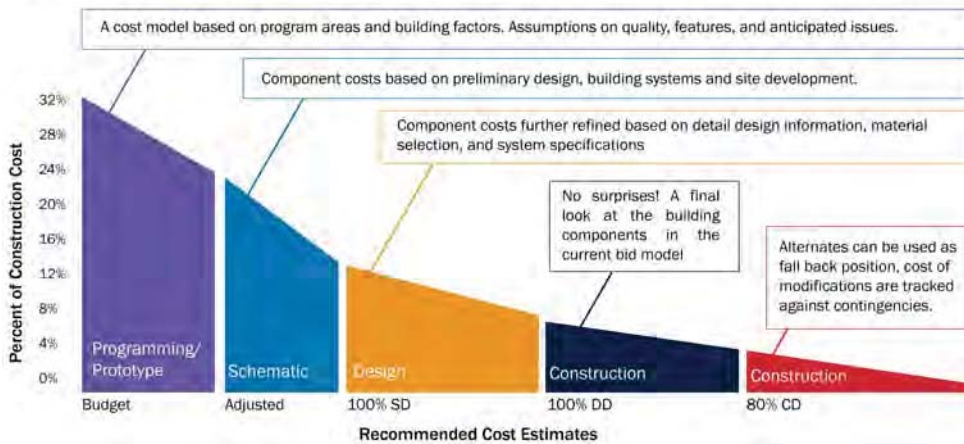 A cost model based on program areas and building factors. Assumptions on quality, features, and anticipated issues.
Component costs based on preliminary design, building systems and site development.
Component costs further refined based on detail design information, material
selection, and system specifications
No surprises! A final
look at the building
components in the
current bid model
Alternates can be used as
fall back position, cost of
modifications are tracked
against contingencies.
Percent of Construction Cost
32%
28%
24%
20%
16%
12%
8%
4%
0%
Programming/
Prototype
Schematic
Design
Construction
Construction
Budget
Adjusted
100% SD
100% DD
80% CD
Recommended Cost Estimates